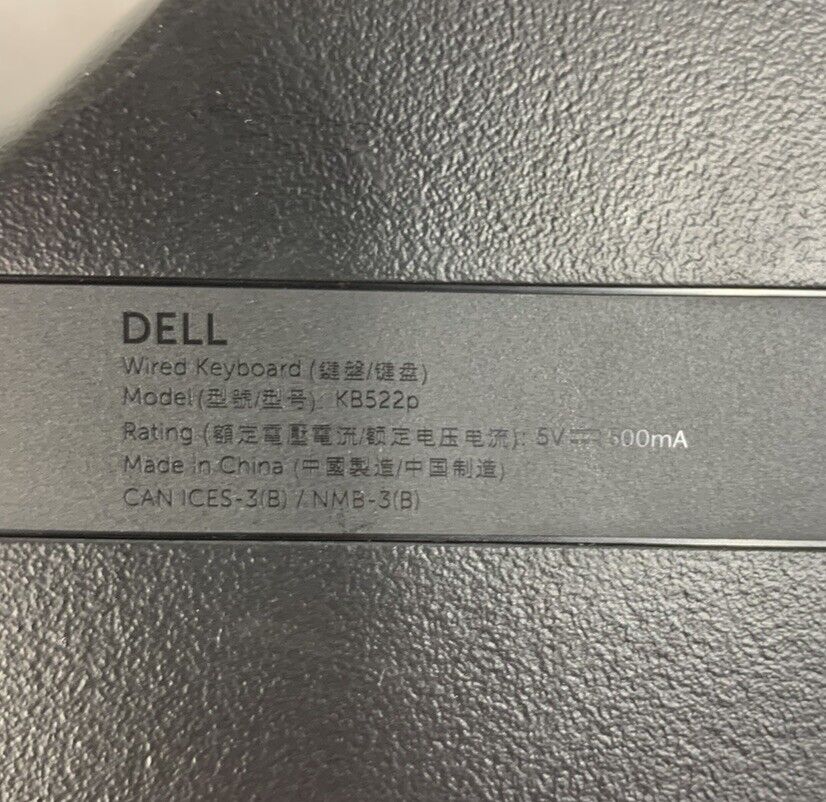 DELL
Wired Keyboard (鍵盤/键盘)
Model(型號/型号): KB522p
Rating (額定電壓電流/额定电压电流): 5V⎓500mA
Made in China (中國製造/中国制造)
CAN ICES-3(B) / NMB-3(B)